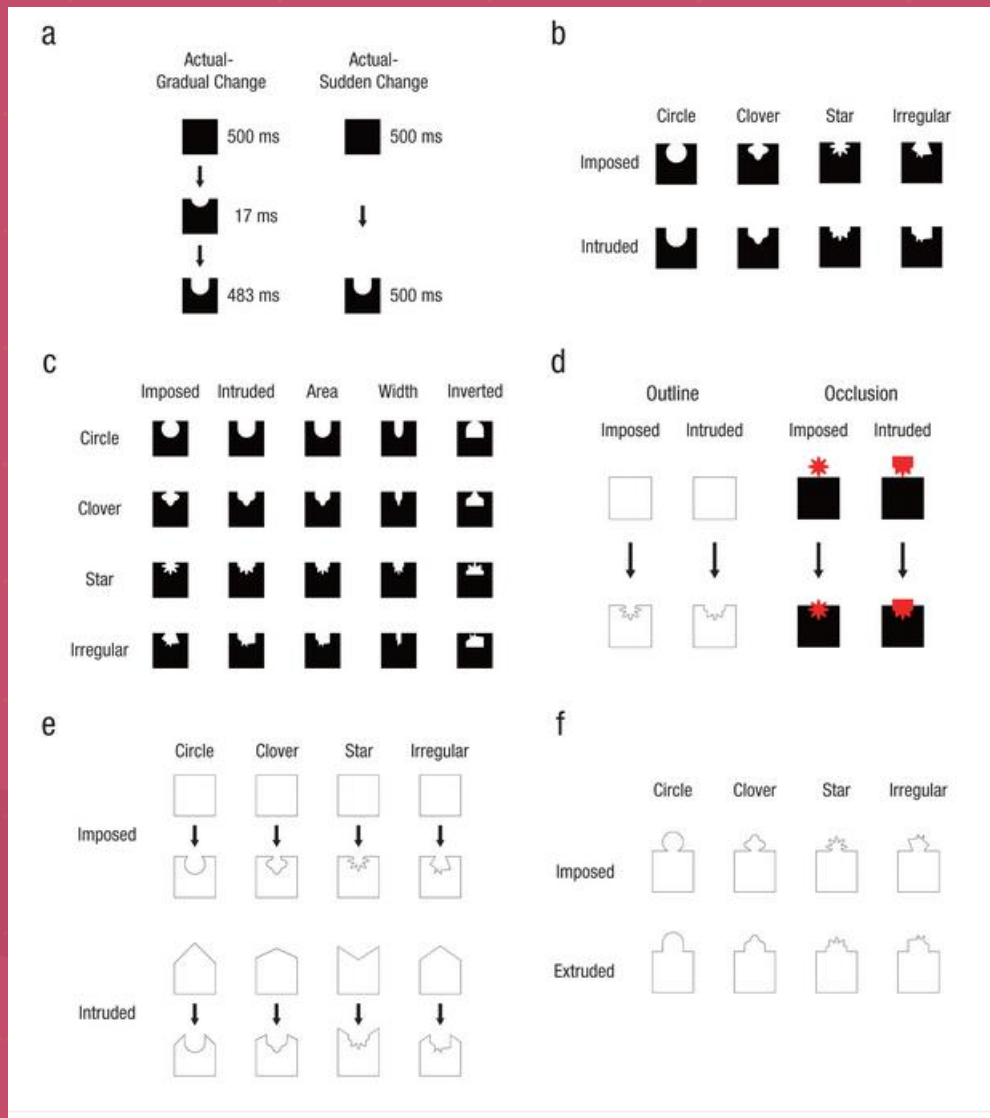 a
Actual-
Gradual Change
Actual-
Sudden Change
500 ms
500 ms
17 ms
483 ms
500 ms
b
Circle Clover Star Irregular
Imposed
Intruded
c
Imposed Intruded Area Width Inverted
Circle
Clover
Star
Irregular
d
Outline
Occlusion
Imposed Intruded
Imposed Intruded
e
Circle Clover Star Irregular
Imposed
Intruded
f
Circle Clover Star Irregular
Imposed
Extruded